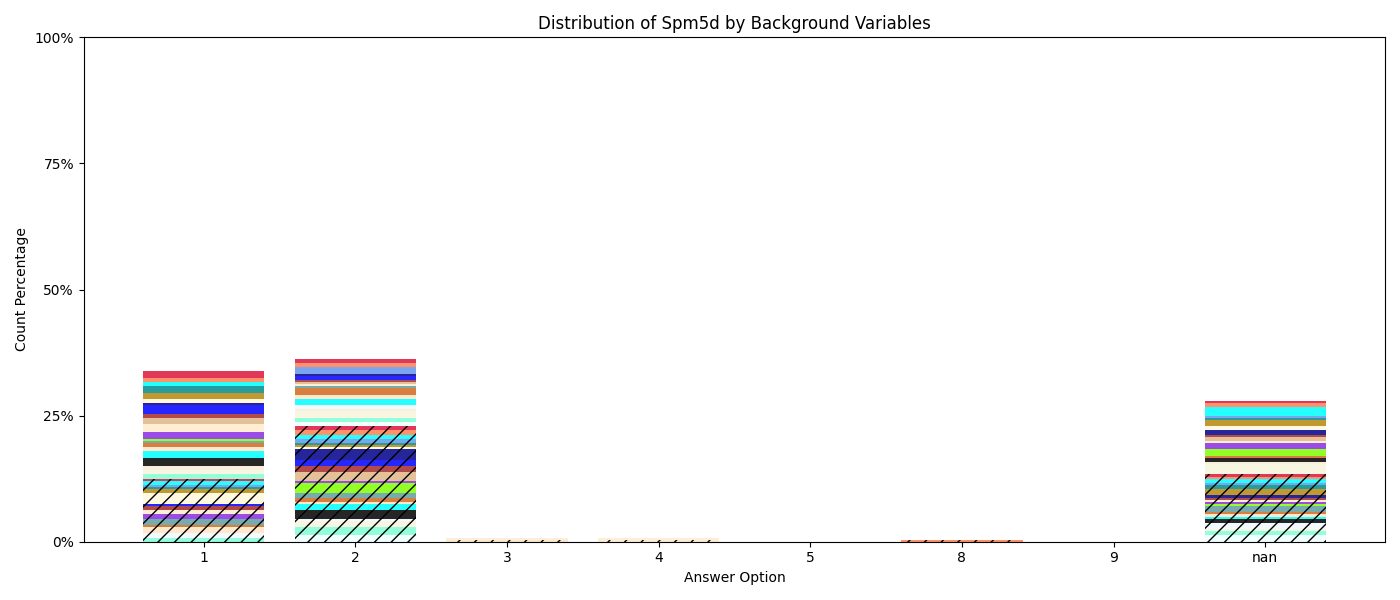 Distribution of Spm5d by Background Variables
100%
75%
50%
25%
0%
Count Percentage
1 2 3 4 5 8 9 nan
Answer Option